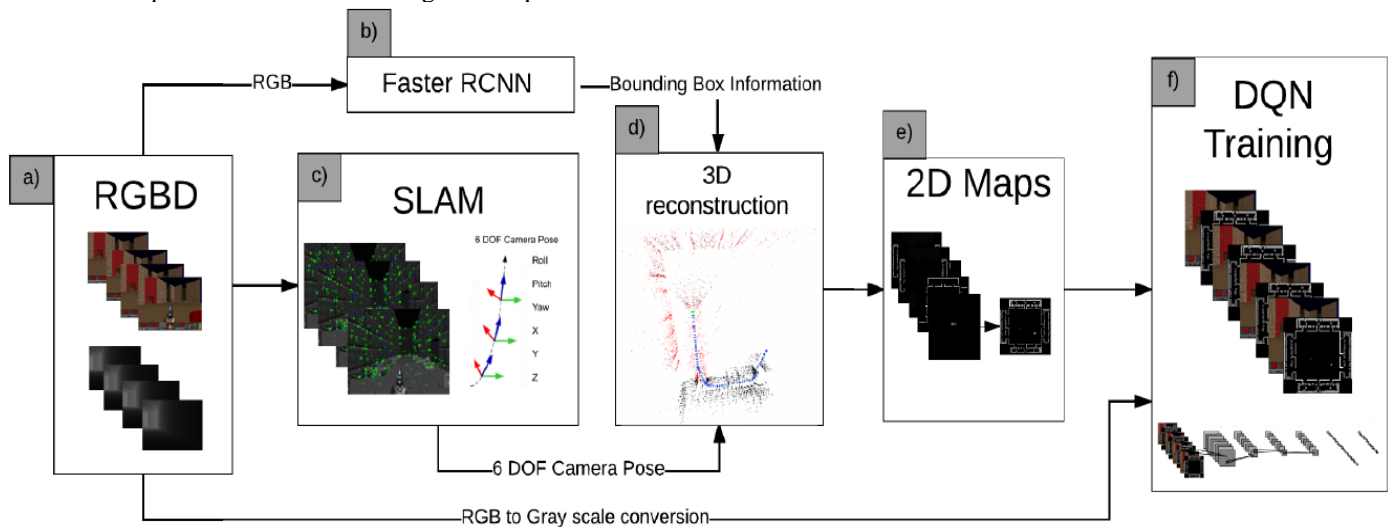 a)
RGBD
RGB
b)
Faster RCNN
Bounding Box Information
c)
SLAM
6 DOF Camera Pose
Roll
Pitch
Yaw
X
Y
Z
6 DOF Camera Pose
d)
3D
reconstruction
e)
2D Maps
f)
DQN
Training
RGB to Gray scale conversion